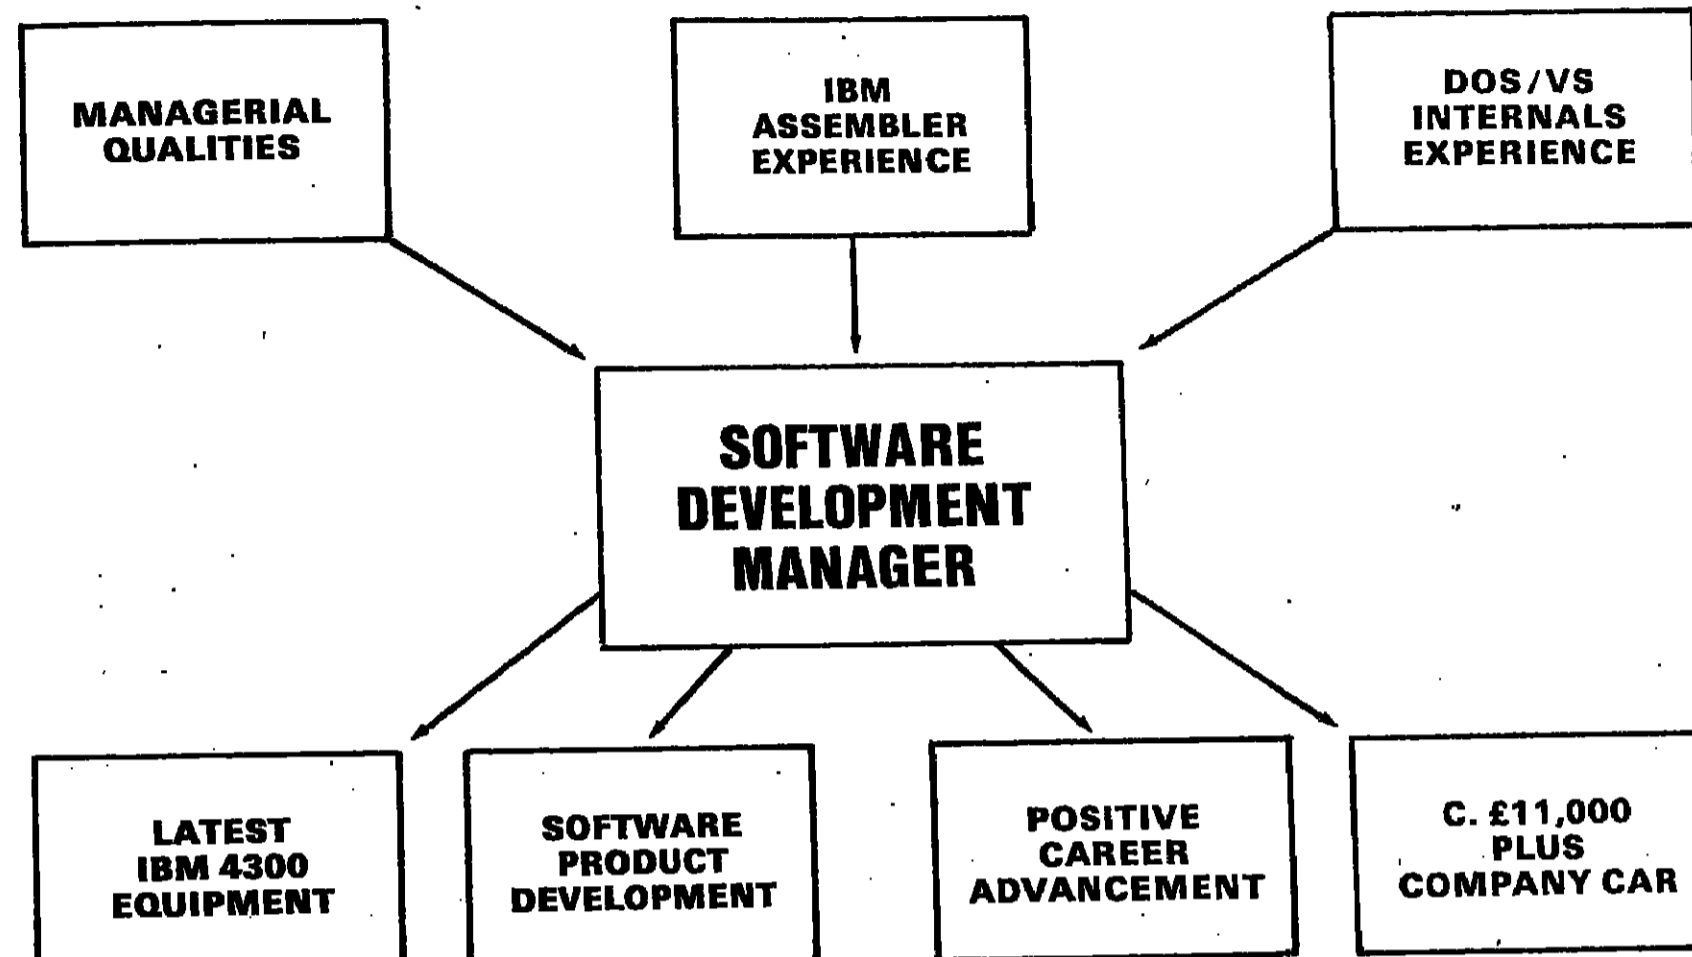 MANAGERIAL
QUALITIES
IBM
ASSEMBLER
EXPERIENCE
DOS/VS
INTERNALS
EXPERIENCE
SOFTWARE
DEVELOPMENT
MANAGER
LATEST
IBM 4300
EQUIPMENT
SOFTWARE
PRODUCT
DEVELOPMENT
POSITIVE
CAREER
ADVANCEMENT
C. £11,000
PLUS
COMPANY CAR